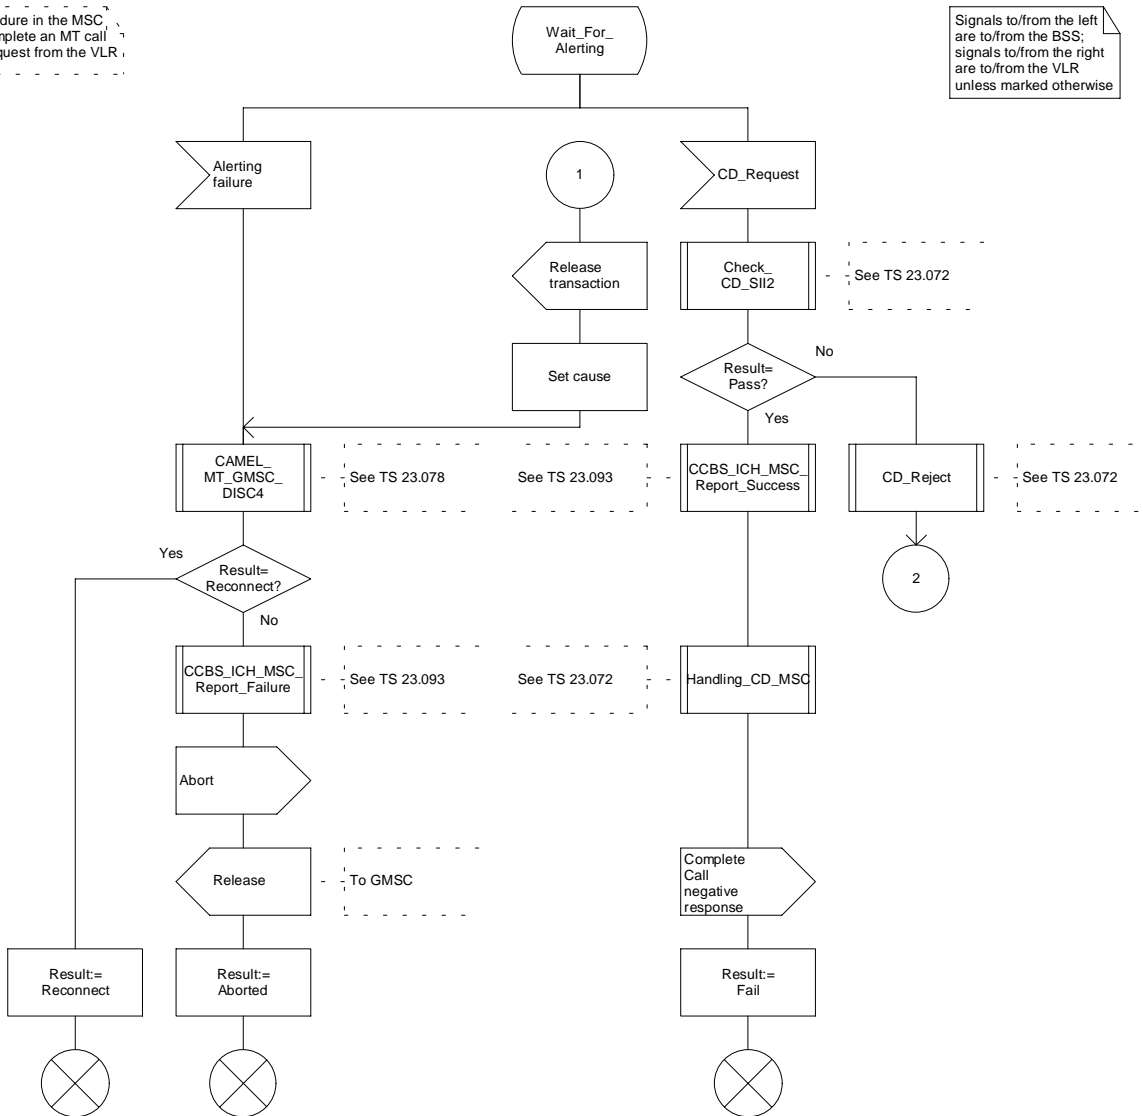 dure in the MSC
mplete an MT call
quest from the VLR
Wait_For_
Alerting
Signals to/from the left
are to/from the BSS;
signals to/from the right
are to/from the VLR
unless marked otherwise
Alerting
failure
1
CD_Request
Release
transaction
Check_
CD_SII2
See TS 23.072
Set cause
Result=
Pass?
No
Yes
CAMEL_
MT_GMSC_
DISC4
See TS 23.078
See TS 23.093
CCBS_ICH_MSC_
Report_Success
CD_Reject
See TS 23.072
Yes
Result=
Reconnect?
No
2
CCBS_ICH_MSC_
Report_Failure
See TS 23.093
See TS 23.072
Handling_CD_MSC
Abort
Release
To GMSC
Complete
Call
negative
response
Result:=
Reconnect
Result:=
Aborted
Result:=
Fail